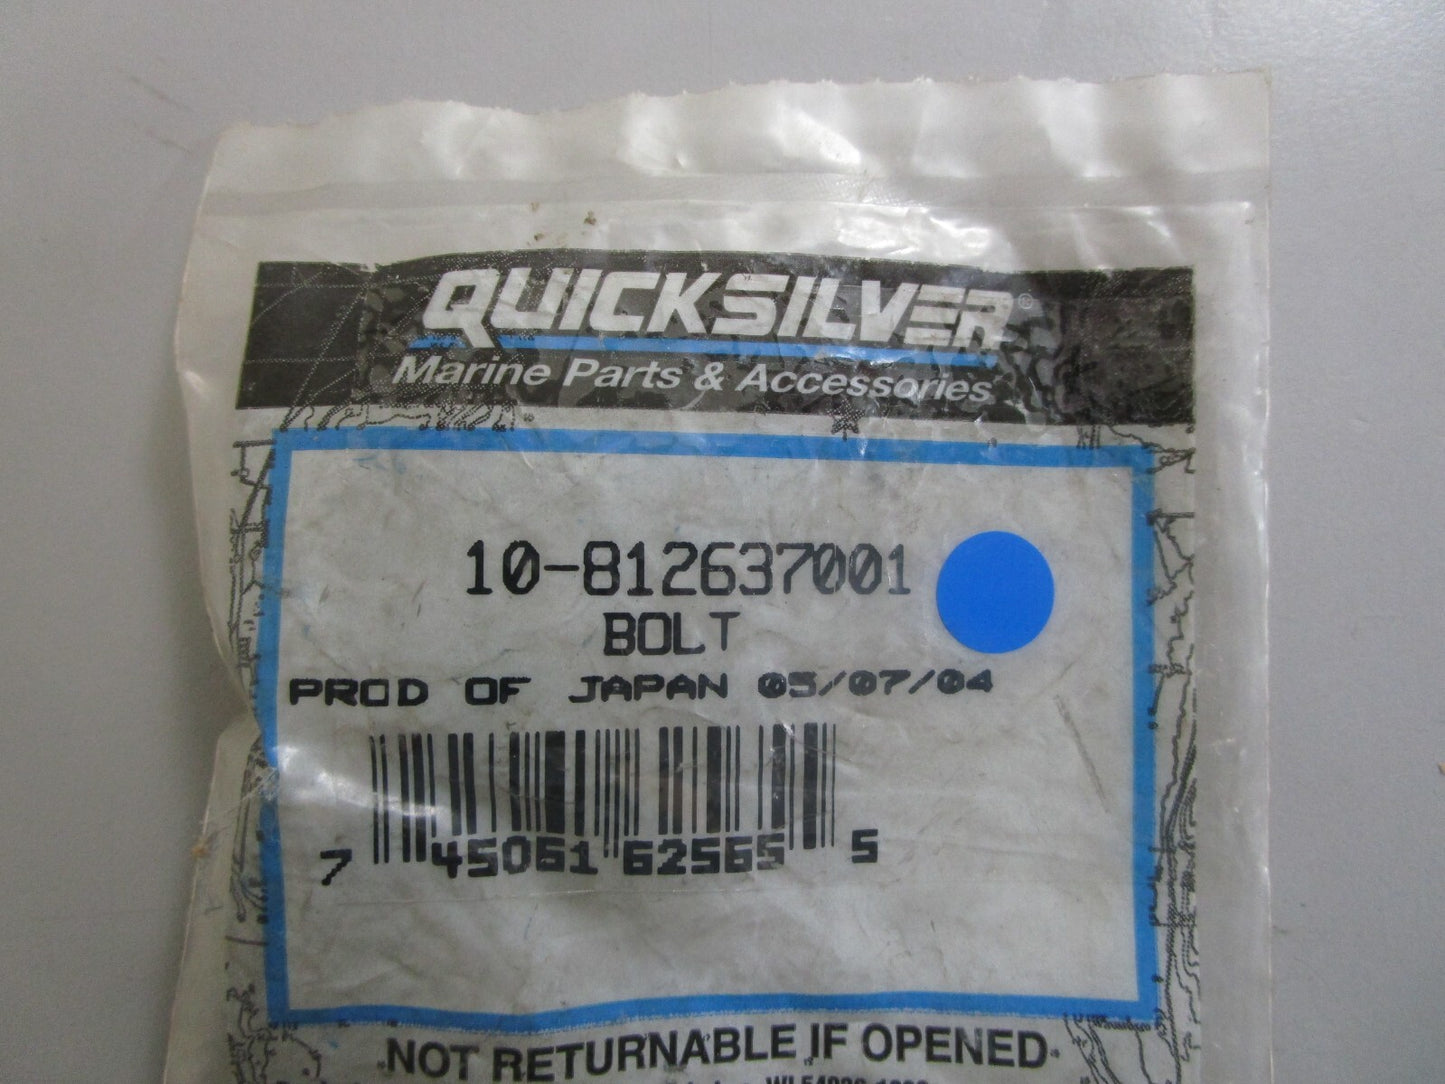 QUICKSILVER®
Marine Parts & Accessories
10-812637001
BOLT
PROD OF JAPAN 05/07/04
7 45061 62565 5
NOT RETURNABLE IF OPENED